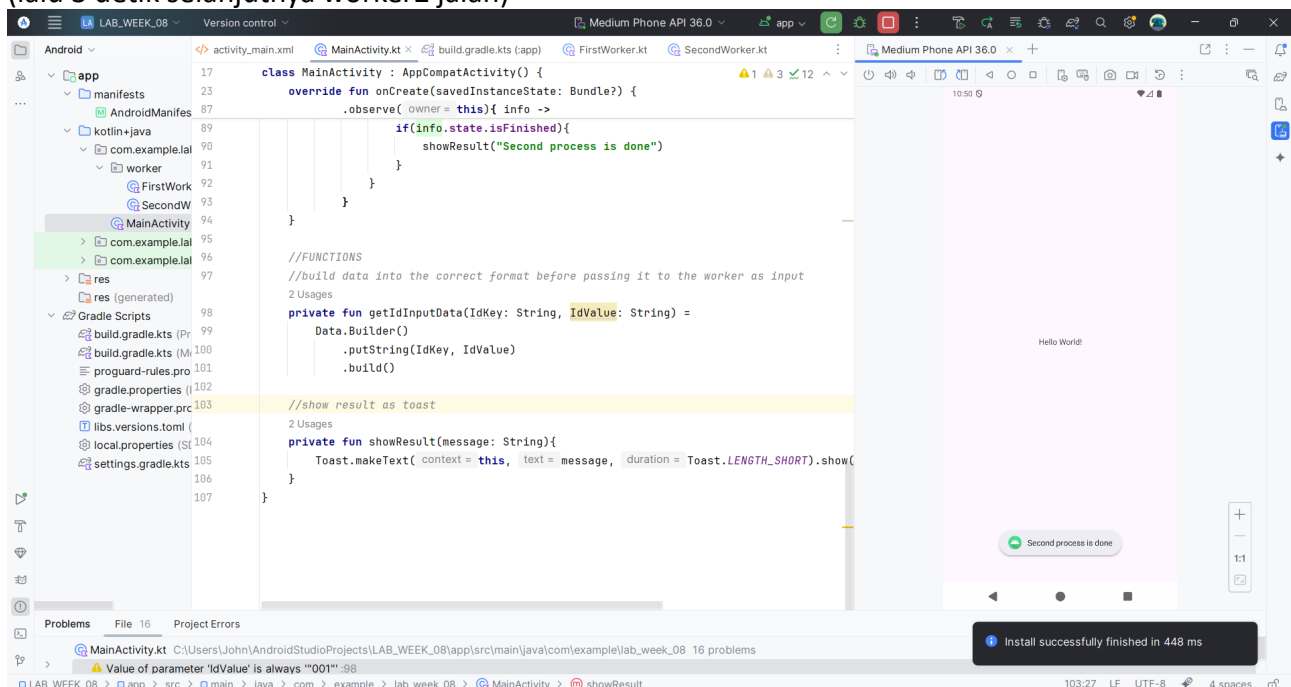 (lalu 3 detik selanjutnya worker2 jalan)
LA LAB_WEEK_08 Version control Medium Phone API 36.0 app
Android
activity_main.xml MainActivity.kt build.gradle.kts (:app) FirstWorker.kt SecondWorker.kt Medium Phone API 36.0
app
manifests
AndroidManifes
kotlin+java
com.example.lal
worker
FirstWork
SecondW
MainActivity
com.example.lal
com.example.lal
res
res (generated)
Gradle Scripts
build.gradle.kts (Pr
build.gradle.kts (Mo
proguard-rules.pro
gradle.properties (
gradle-wrapper.pro
libs.versions.toml (
local.properties (SD
settings.gradle.kts
1 3 12
17 class MainActivity : AppCompatActivity() {
23 override fun onCreate(savedInstanceState: Bundle?) {
87 .observe( owner = this){ info ->
89 if(info.state.isFinished){
90 showResult("Second process is done")
91 }
92 }
93 }
94 }
95
96 //FUNCTIONS
97 //build data into the correct format before passing it to the worker as input
2 Usages
98 private fun getIdInputData(IdKey: String, IdValue: String) =
99 Data.Builder()
100 .putString(IdKey, IdValue)
101 .build()
102
103 //show result as toast
2 Usages
104 private fun showResult(message: String){
105 Toast.makeText( context = this, text = message, duration = Toast.LENGTH_SHORT).show(
106 }
107 }
10:50
Hello World!
Second process is done
1:1
Problems File 16 Project Errors
MainActivity.kt C:\Users\John\AndroidStudioProjects\LAB_WEEK_08\app\src\main\java\com\example\lab_week_08 16 problems
Value of parameter 'IdValue' is always '"001"' :98
Install successfully finished in 448 ms
LAB_WEEK_08 > app > src > main > java > com > example > lab_week_08 > MainActivity > showResult 103:27 LF UTF-8 4 spaces